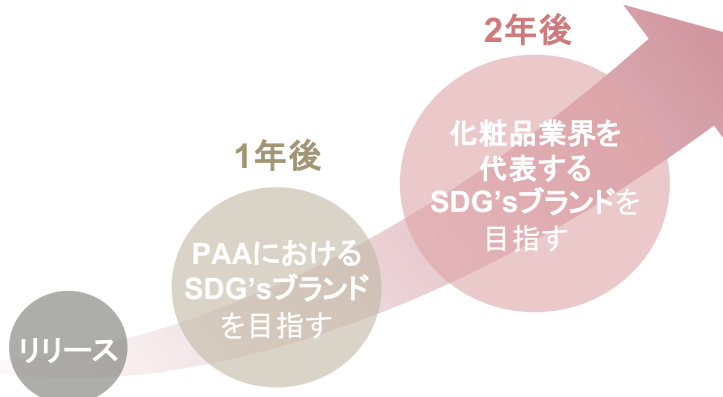 2年後
化粧品業界を
代表する
SDG'sブランドを
目指す
1年後
PAAにおける
SDG'sブランド
を目指す
リリース